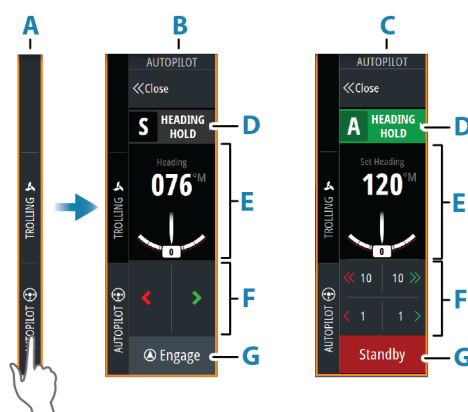 A
TROLLING
AUTOPILOT
B
AUTOPILOT
<<Close
S HEADING
HOLD
D
Heading
076°M
E
0
TROLLING
AUTOPILOT
F
Engage
G
C
AUTOPILOT
<<Close
A HEADING
HOLD
D
Set Heading
120°M
E
0
TROLLING
AUTOPILOT
<< 10 10 >>
< 1 1 >
F
Standby
G